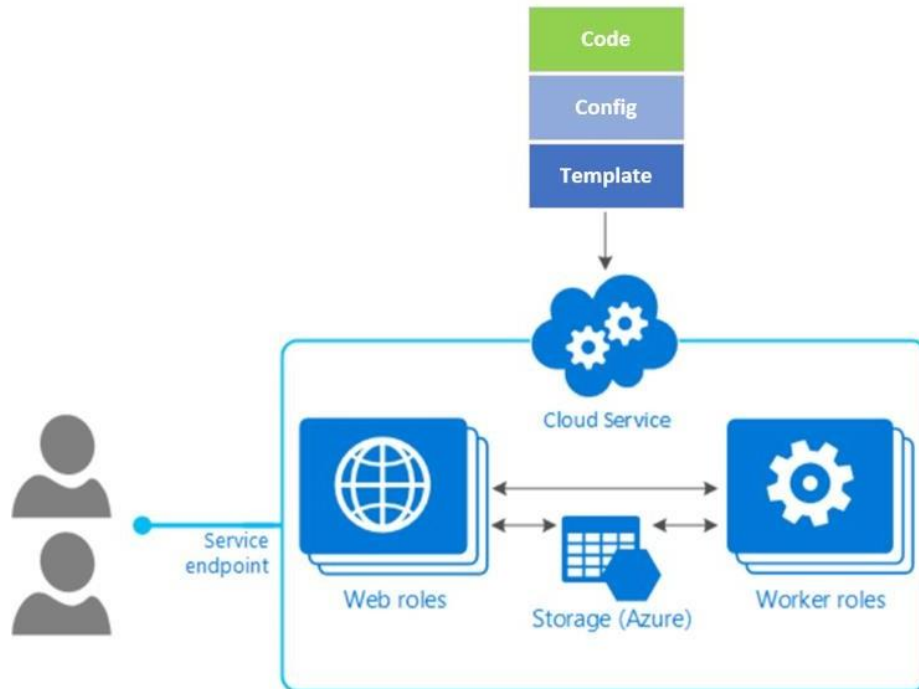 Code
Config
Template
Cloud Service
Service
endpoint
Web roles
Storage (Azure)
Worker roles